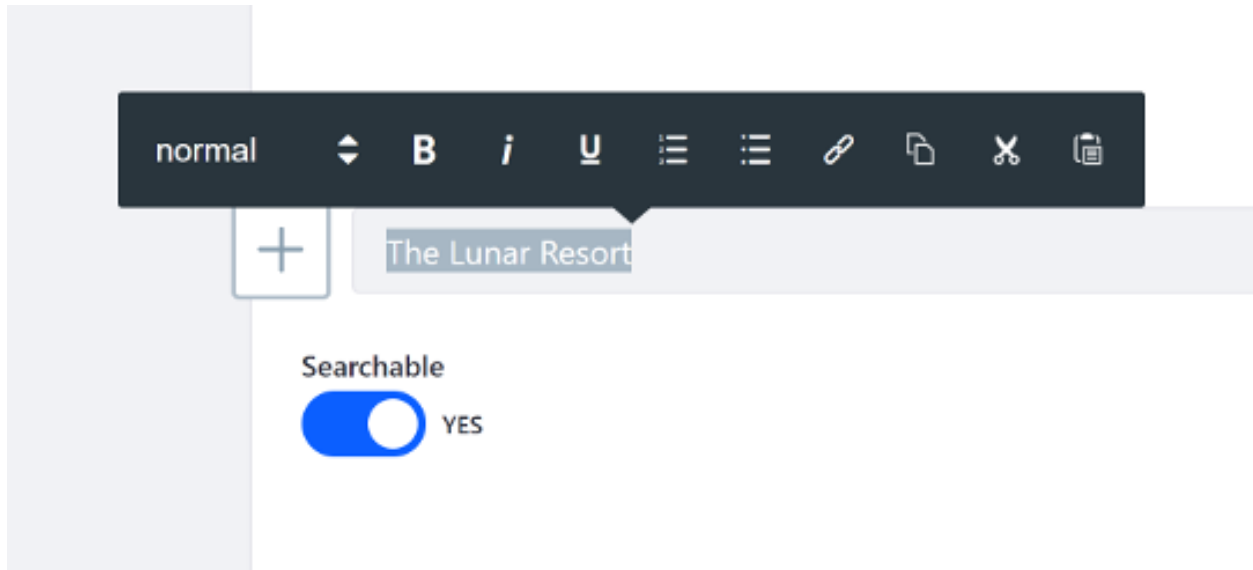 normal B i U
The Lunar Resort
Searchable
YES